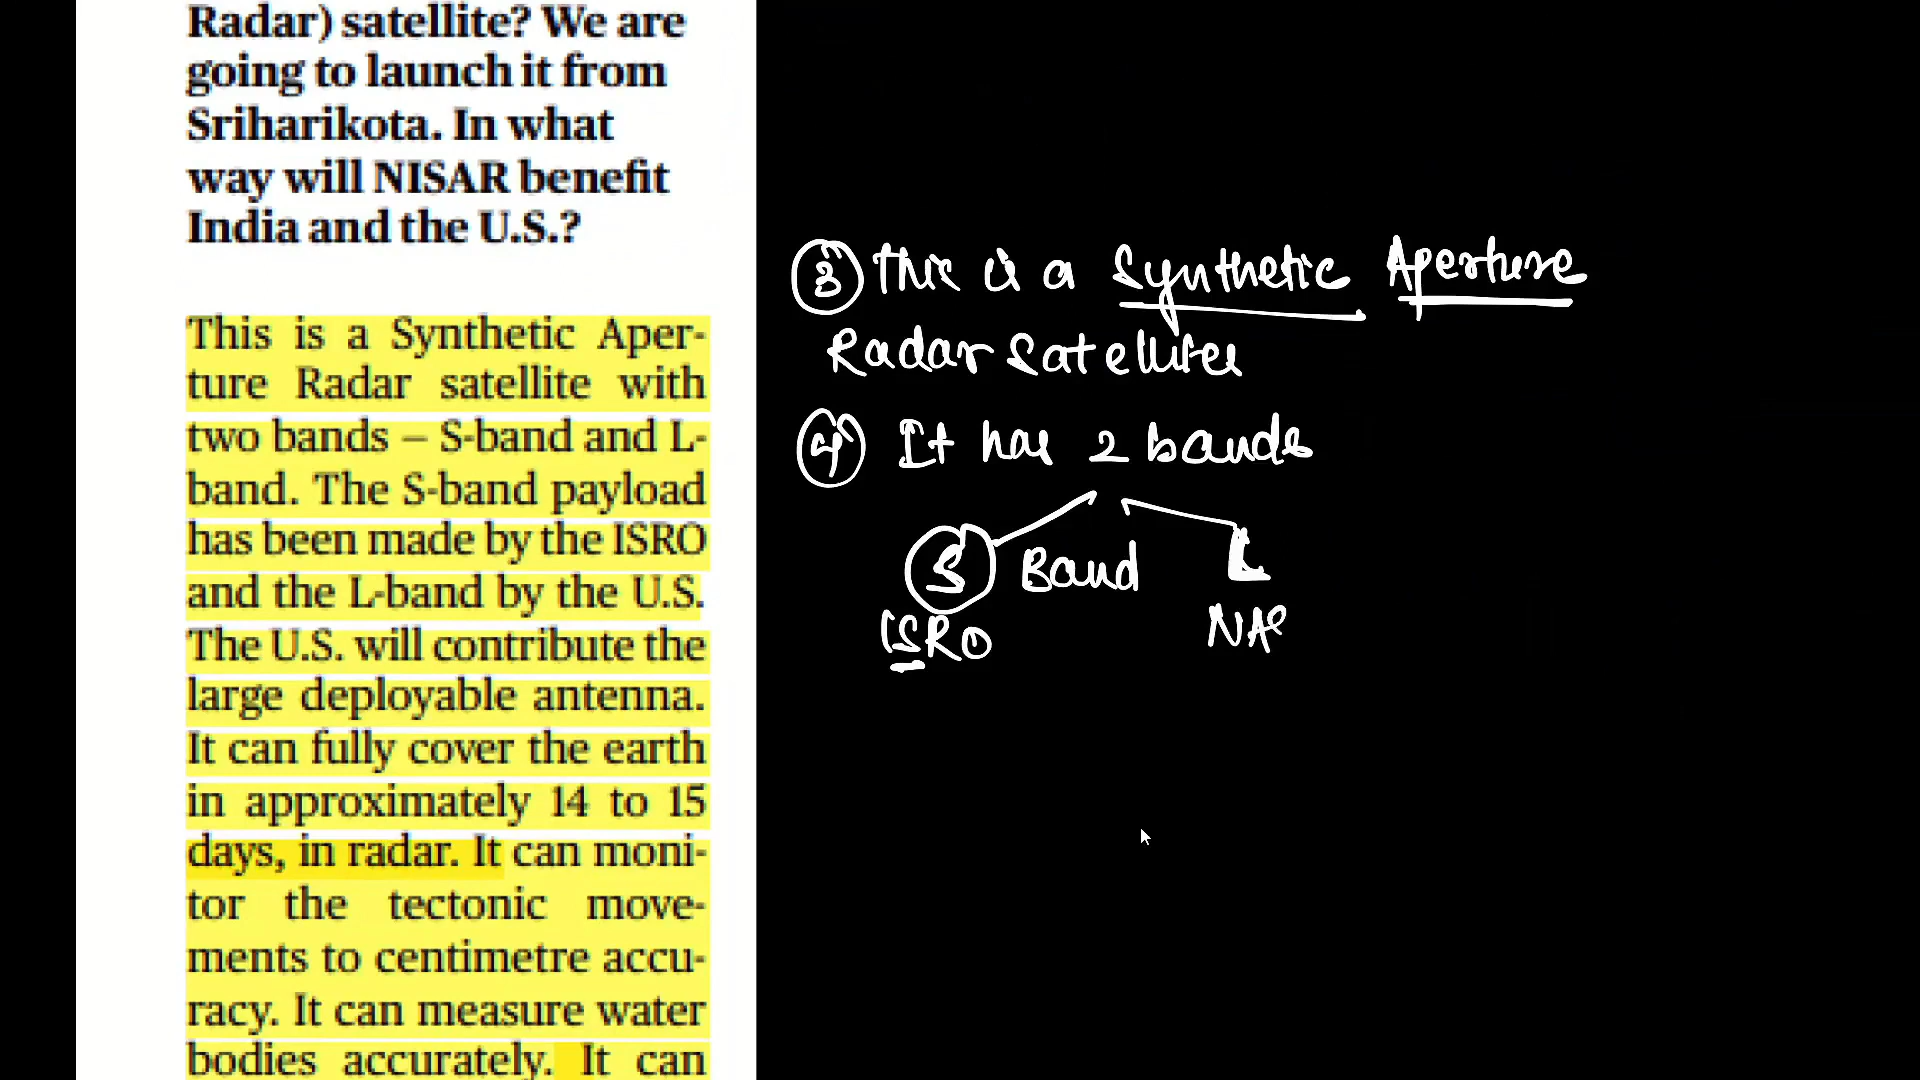 Radar) satellite? We are
going to launch it from
Sriharikota. In what
way will NISAR benefit
India and the U.S.?
This is a Synthetic Aper-
ture Radar satellite with
two bands – S-band and L-
band. The S-band payload
has been made by the ISRO
and the L-band by the U.S.
The U.S. will contribute the
large deployable antenna.
It can fully cover the earth
in approximately 14 to 15
days, in radar. It can moni-
tor the tectonic move-
ments to centimetre accu-
racy. It can measure water
bodies accurately. It can
③ This is a Synthetic Aperture
Radar Satellites
④ It has 2 bands
S Band L
ISRO NAS